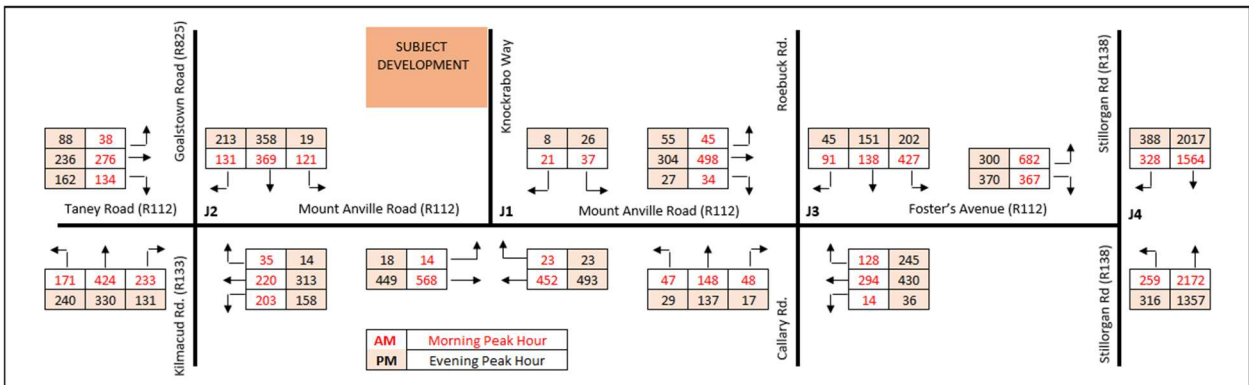 SUBJECT
DEVELOPMENT
Goalstown Road (R825)
Knockrabo Way
Roebuck Rd.
Stillorgan Rd (R138)
88 38
236 276
162 134
213 358 19
131 369 121
8 26
21 37
55 45
304 498
27 34
45 151 202
91 138 427
300 682
370 367
388 2017
328 1564
Taney Road (R112) J2 Mount Anville Road (R112) J1 Mount Anville Road (R112) J3 Foster's Avenue (R112) J4
Kilmacud Rd. (R133)
171 424 233
240 330 131
35 14
220 313
203 158
18 14
449 568
23 23
452 493
47 148 48
29 137 17
Callary Rd.
128 245
294 430
14 36
Stillorgan Rd (R138)
259 2172
316 1357
AM Morning Peak Hour
PM Evening Peak Hour